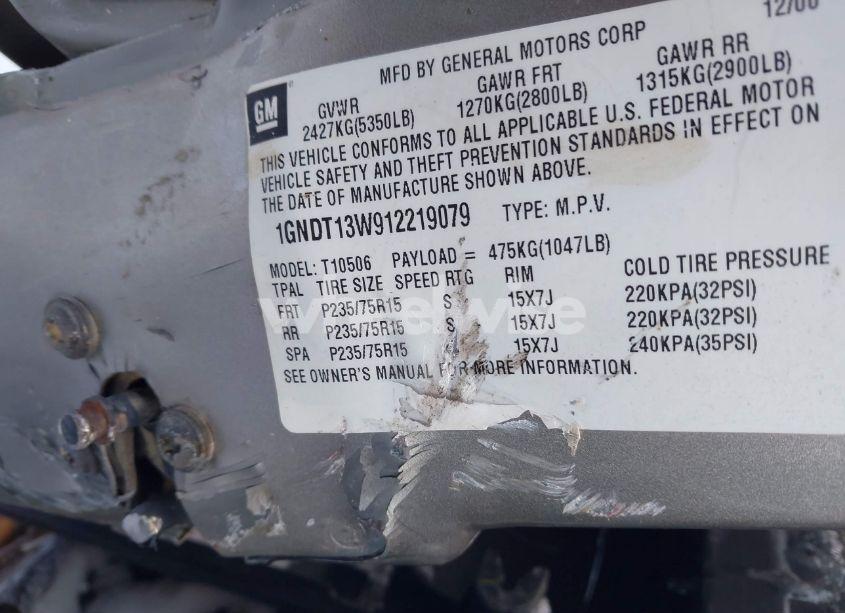 12/00
MFD BY GENERAL MOTORS CORP
GM
GVWR GAWR FRT GAWR RR
2427KG(5350LB) 1270KG(2800LB) 1315KG(2900LB)
THIS VEHICLE CONFORMS TO ALL APPLICABLE U.S. FEDERAL MOTOR
VEHICLE SAFETY AND THEFT PREVENTION STANDARDS IN EFFECT ON
THE DATE OF MANUFACTURE SHOWN ABOVE.
1GNDT13W912219079 TYPE: M.P.V.
MODEL: T10506 PAYLOAD = 475KG(1047LB)
TPAL TIRE SIZE SPEED RTG RIM COLD TIRE PRESSURE
FRT P235/75R15 S 15X7J 220KPA(32PSI)
RR P235/75R15 S 15X7J 220KPA(32PSI)
SPA P235/75R15 15X7J 240KPA(35PSI)
SEE OWNER'S MANUAL FOR MORE INFORMATION.